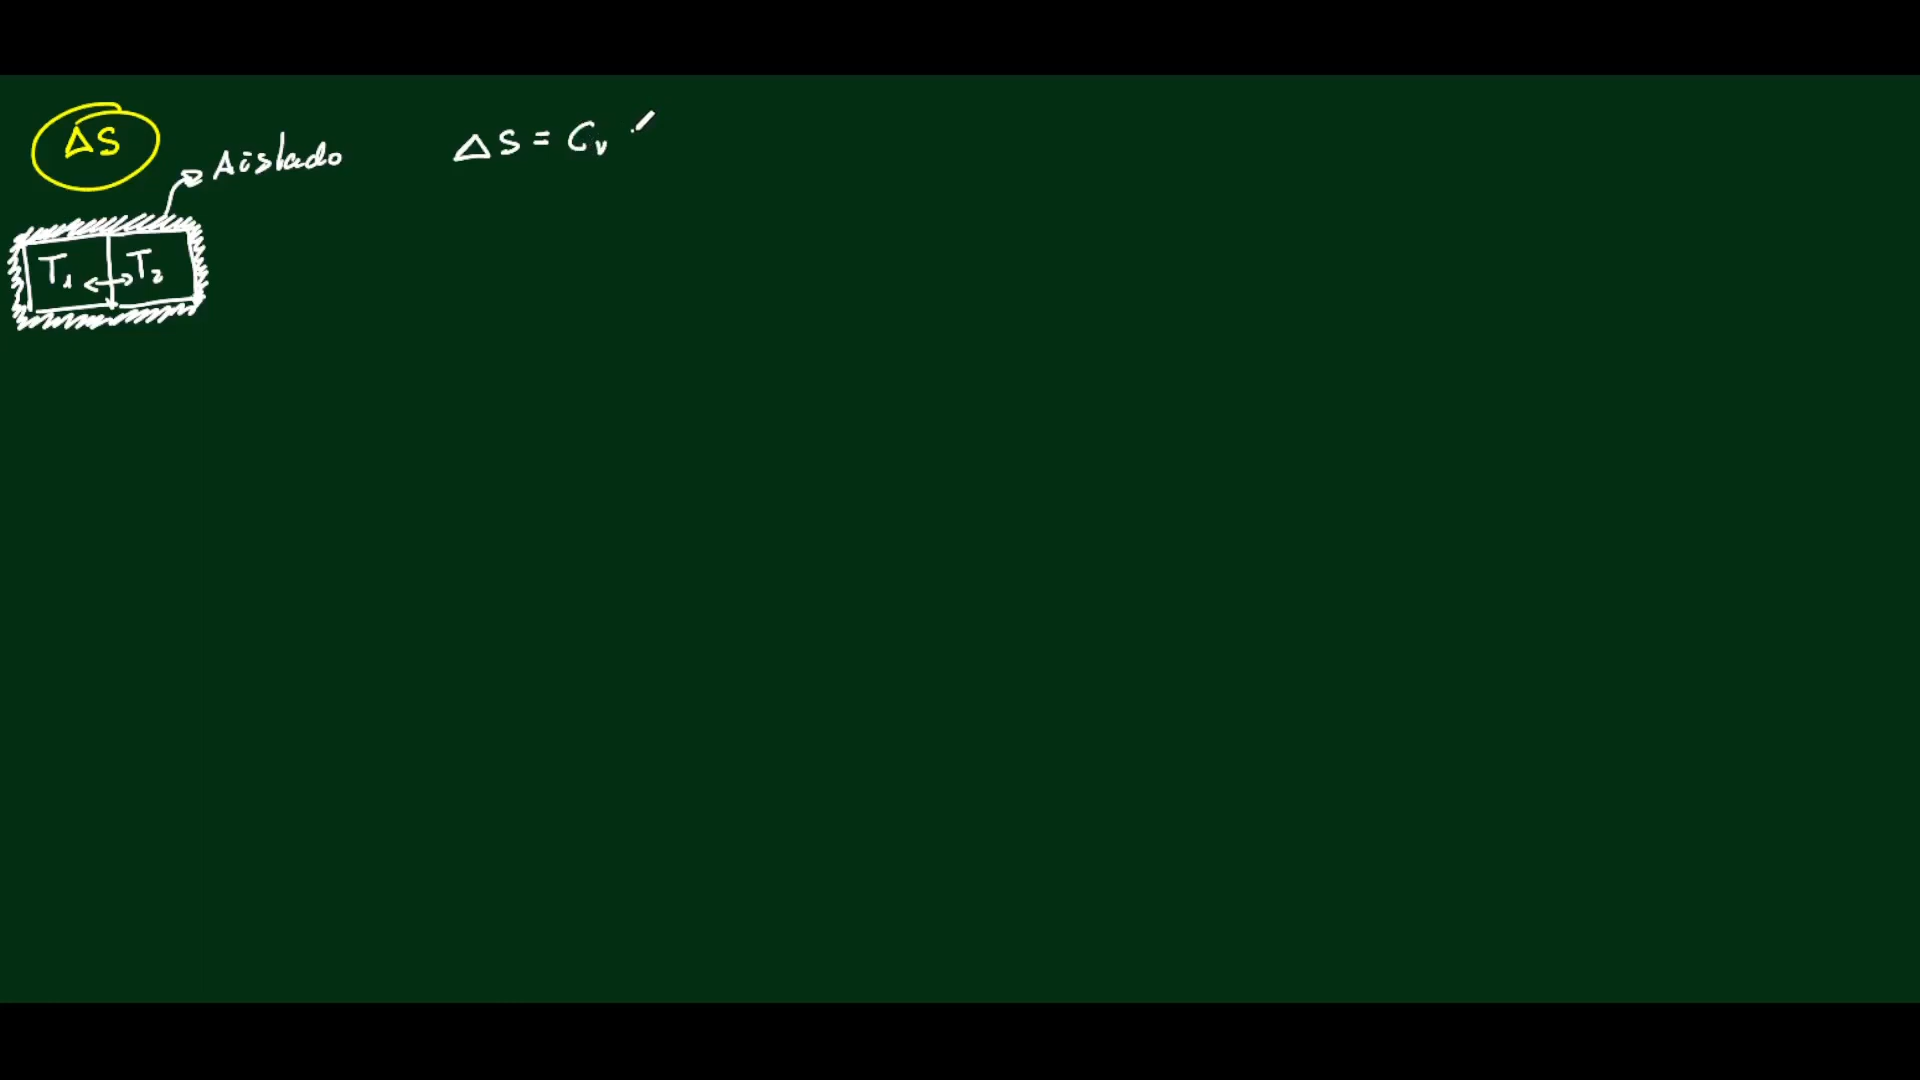 ΔS
Aislado
ΔS = Cᵥ
T₁ T₂